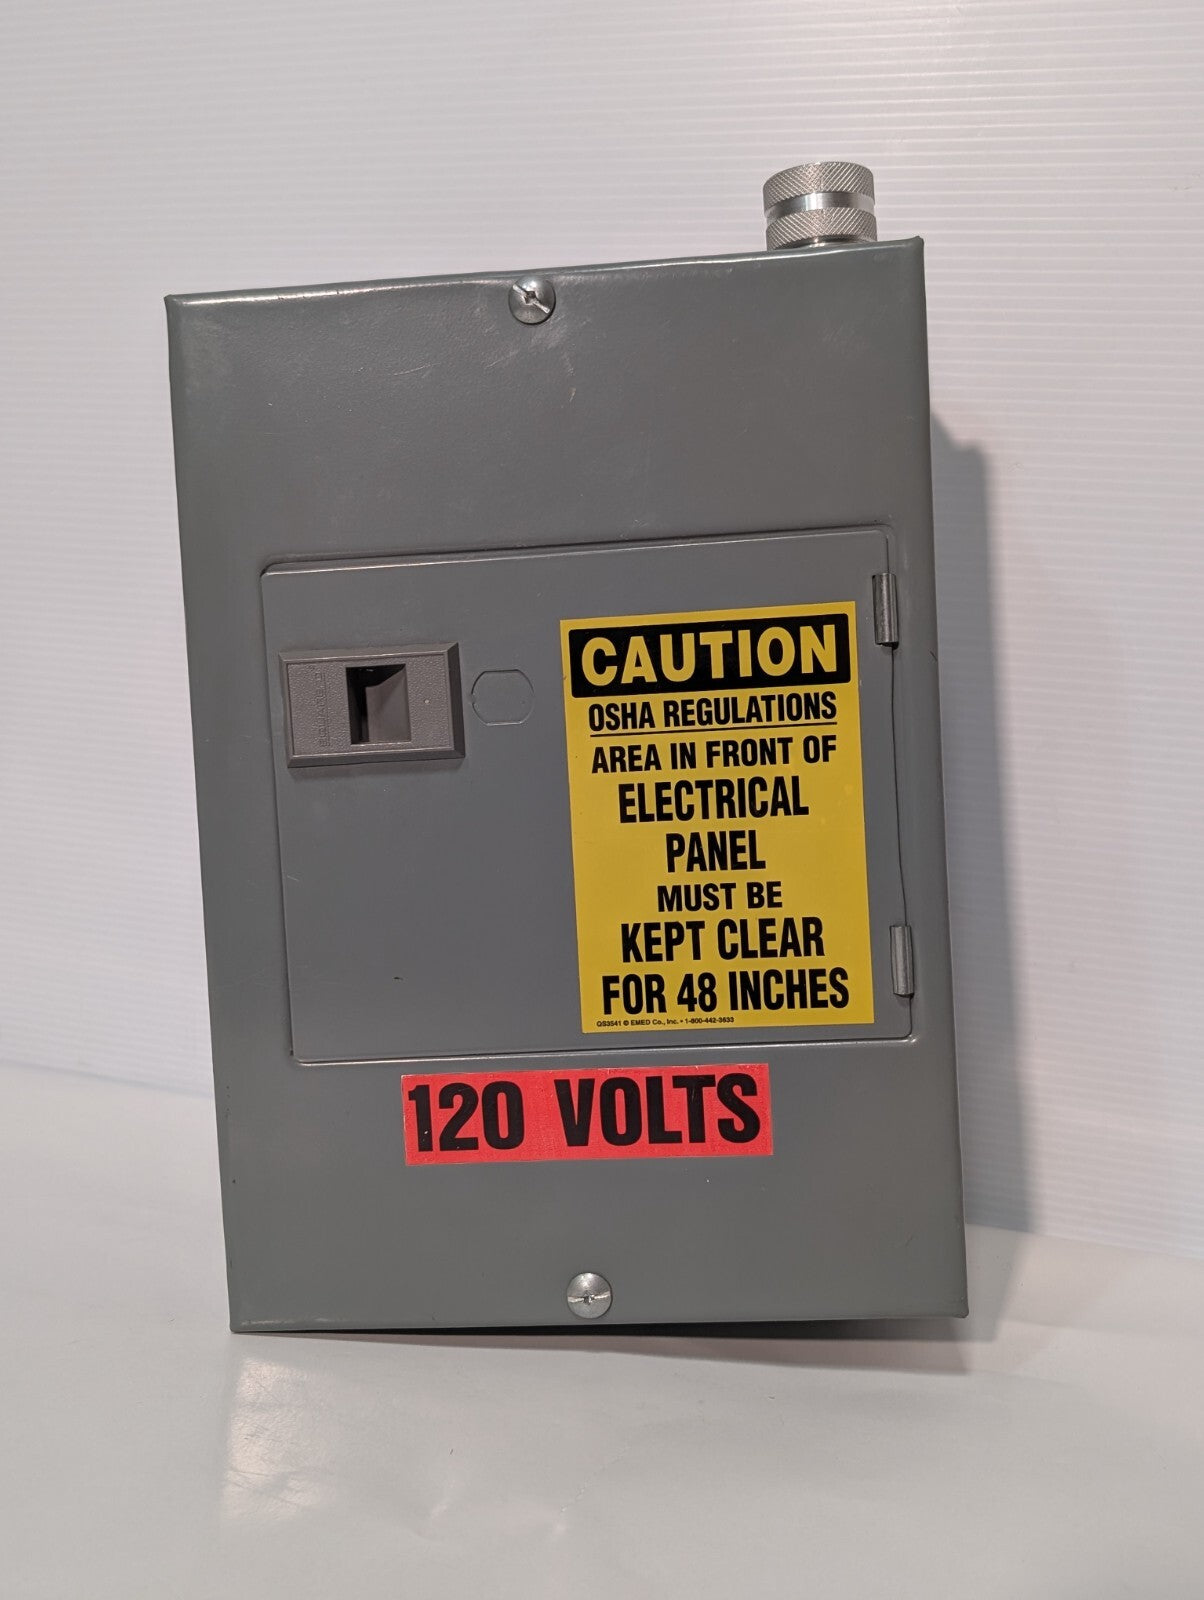 CAUTION
OSHA REGULATIONS
AREA IN FRONT OF
ELECTRICAL
PANEL
MUST BE
KEPT CLEAR
FOR 48 INCHES
QS3541 © EMED Co., Inc. • 1-800-442-3633
120 VOLTS